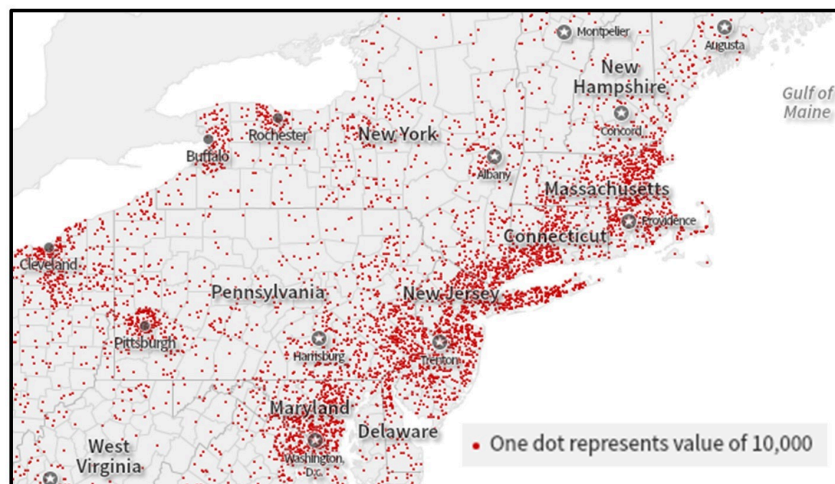 Montpelier
Augusta
New
Hampshire
Gulf of
Maine
Rochester
New York
Concord
Buffalo
Albany
Massachusetts
Providence
Connecticut
Cleveland
Pennsylvania
New Jersey
Pittsburgh
Harrisburg
Trenton
Maryland
Delaware
West
Virginia
Washington,
D.c.
One dot represents value of 10,000